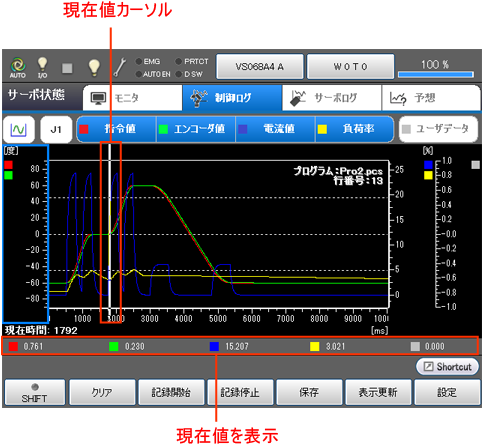 現在値カーソル
AUTO I/O EMG PRTCT AUTO EN D SW VS068A4 A W 0 T 0 100 %
サーボ状態 モニタ 制御ログ サーボログ 予想
J1 指令値 エンコーダ値 電流値 負荷率 ユーザデータ
[度] [%]
プログラム:Pro2.pcs
行番号:13
80
60
40
20
0
-20
-40
-60
-80
25
20
15
10
5
0
1.0
0.8
0.6
0.4
0.2
0.0
-0.2
-0.4
-0.6
-0.8
-1.0
1000 2000 3000 4000 5000 6000 7000 8000 9000
現在時間: 1792 [ms]
0.761 0.230 15.207 3.021 0.000
Shortcut
SHIFT クリア 記録開始 記録停止 保存 表示更新 設定
現在値を表示